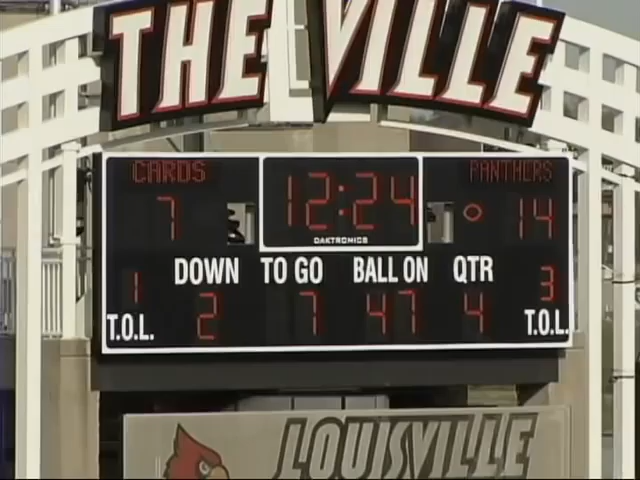 THE VILLE
CARDS 12:24 PANTHERS
7 14
DAKTRONICS
DOWN TO GO BALL ON QTR
1 2 7 47 4 3
T.O.L. T.O.L.
LOUISVILLE